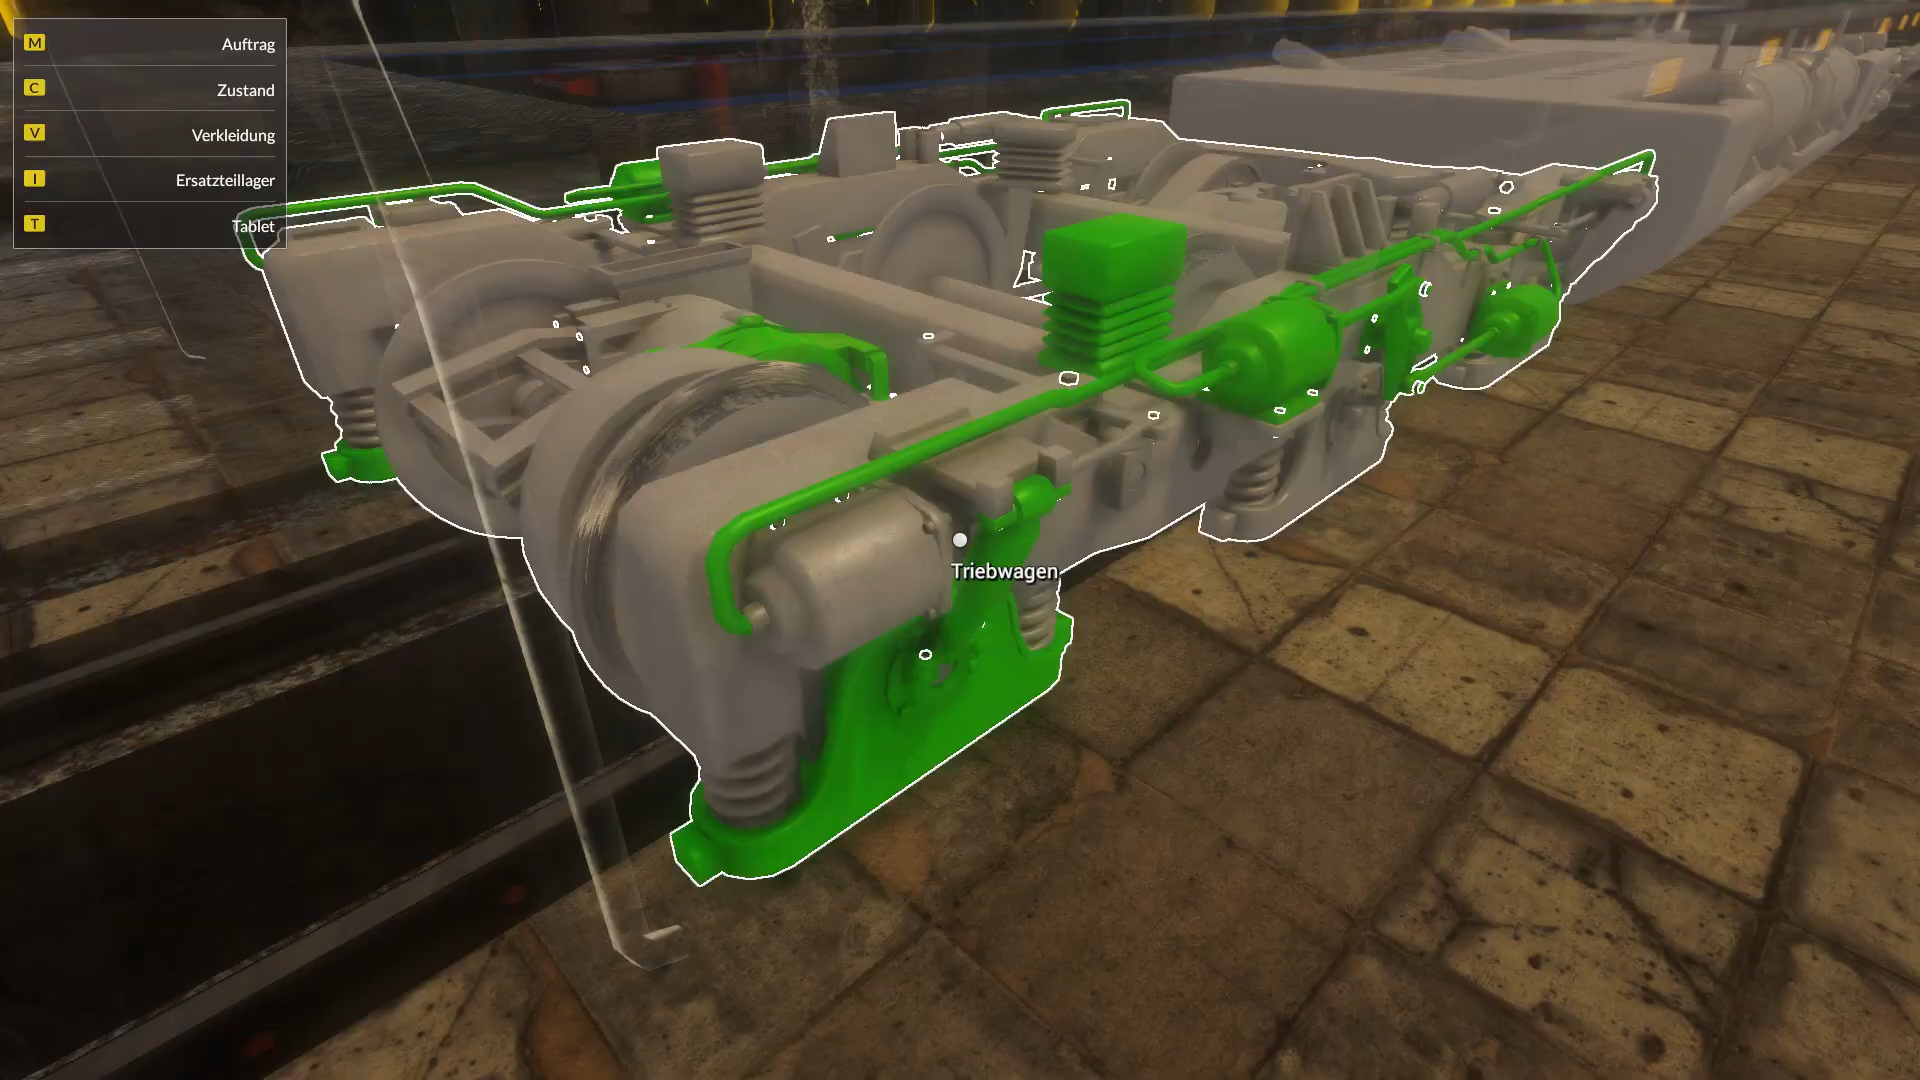 M Auftrag
C Zustand
V Verkleidung
I Ersatzteillager
T Tablet
Triebwagen